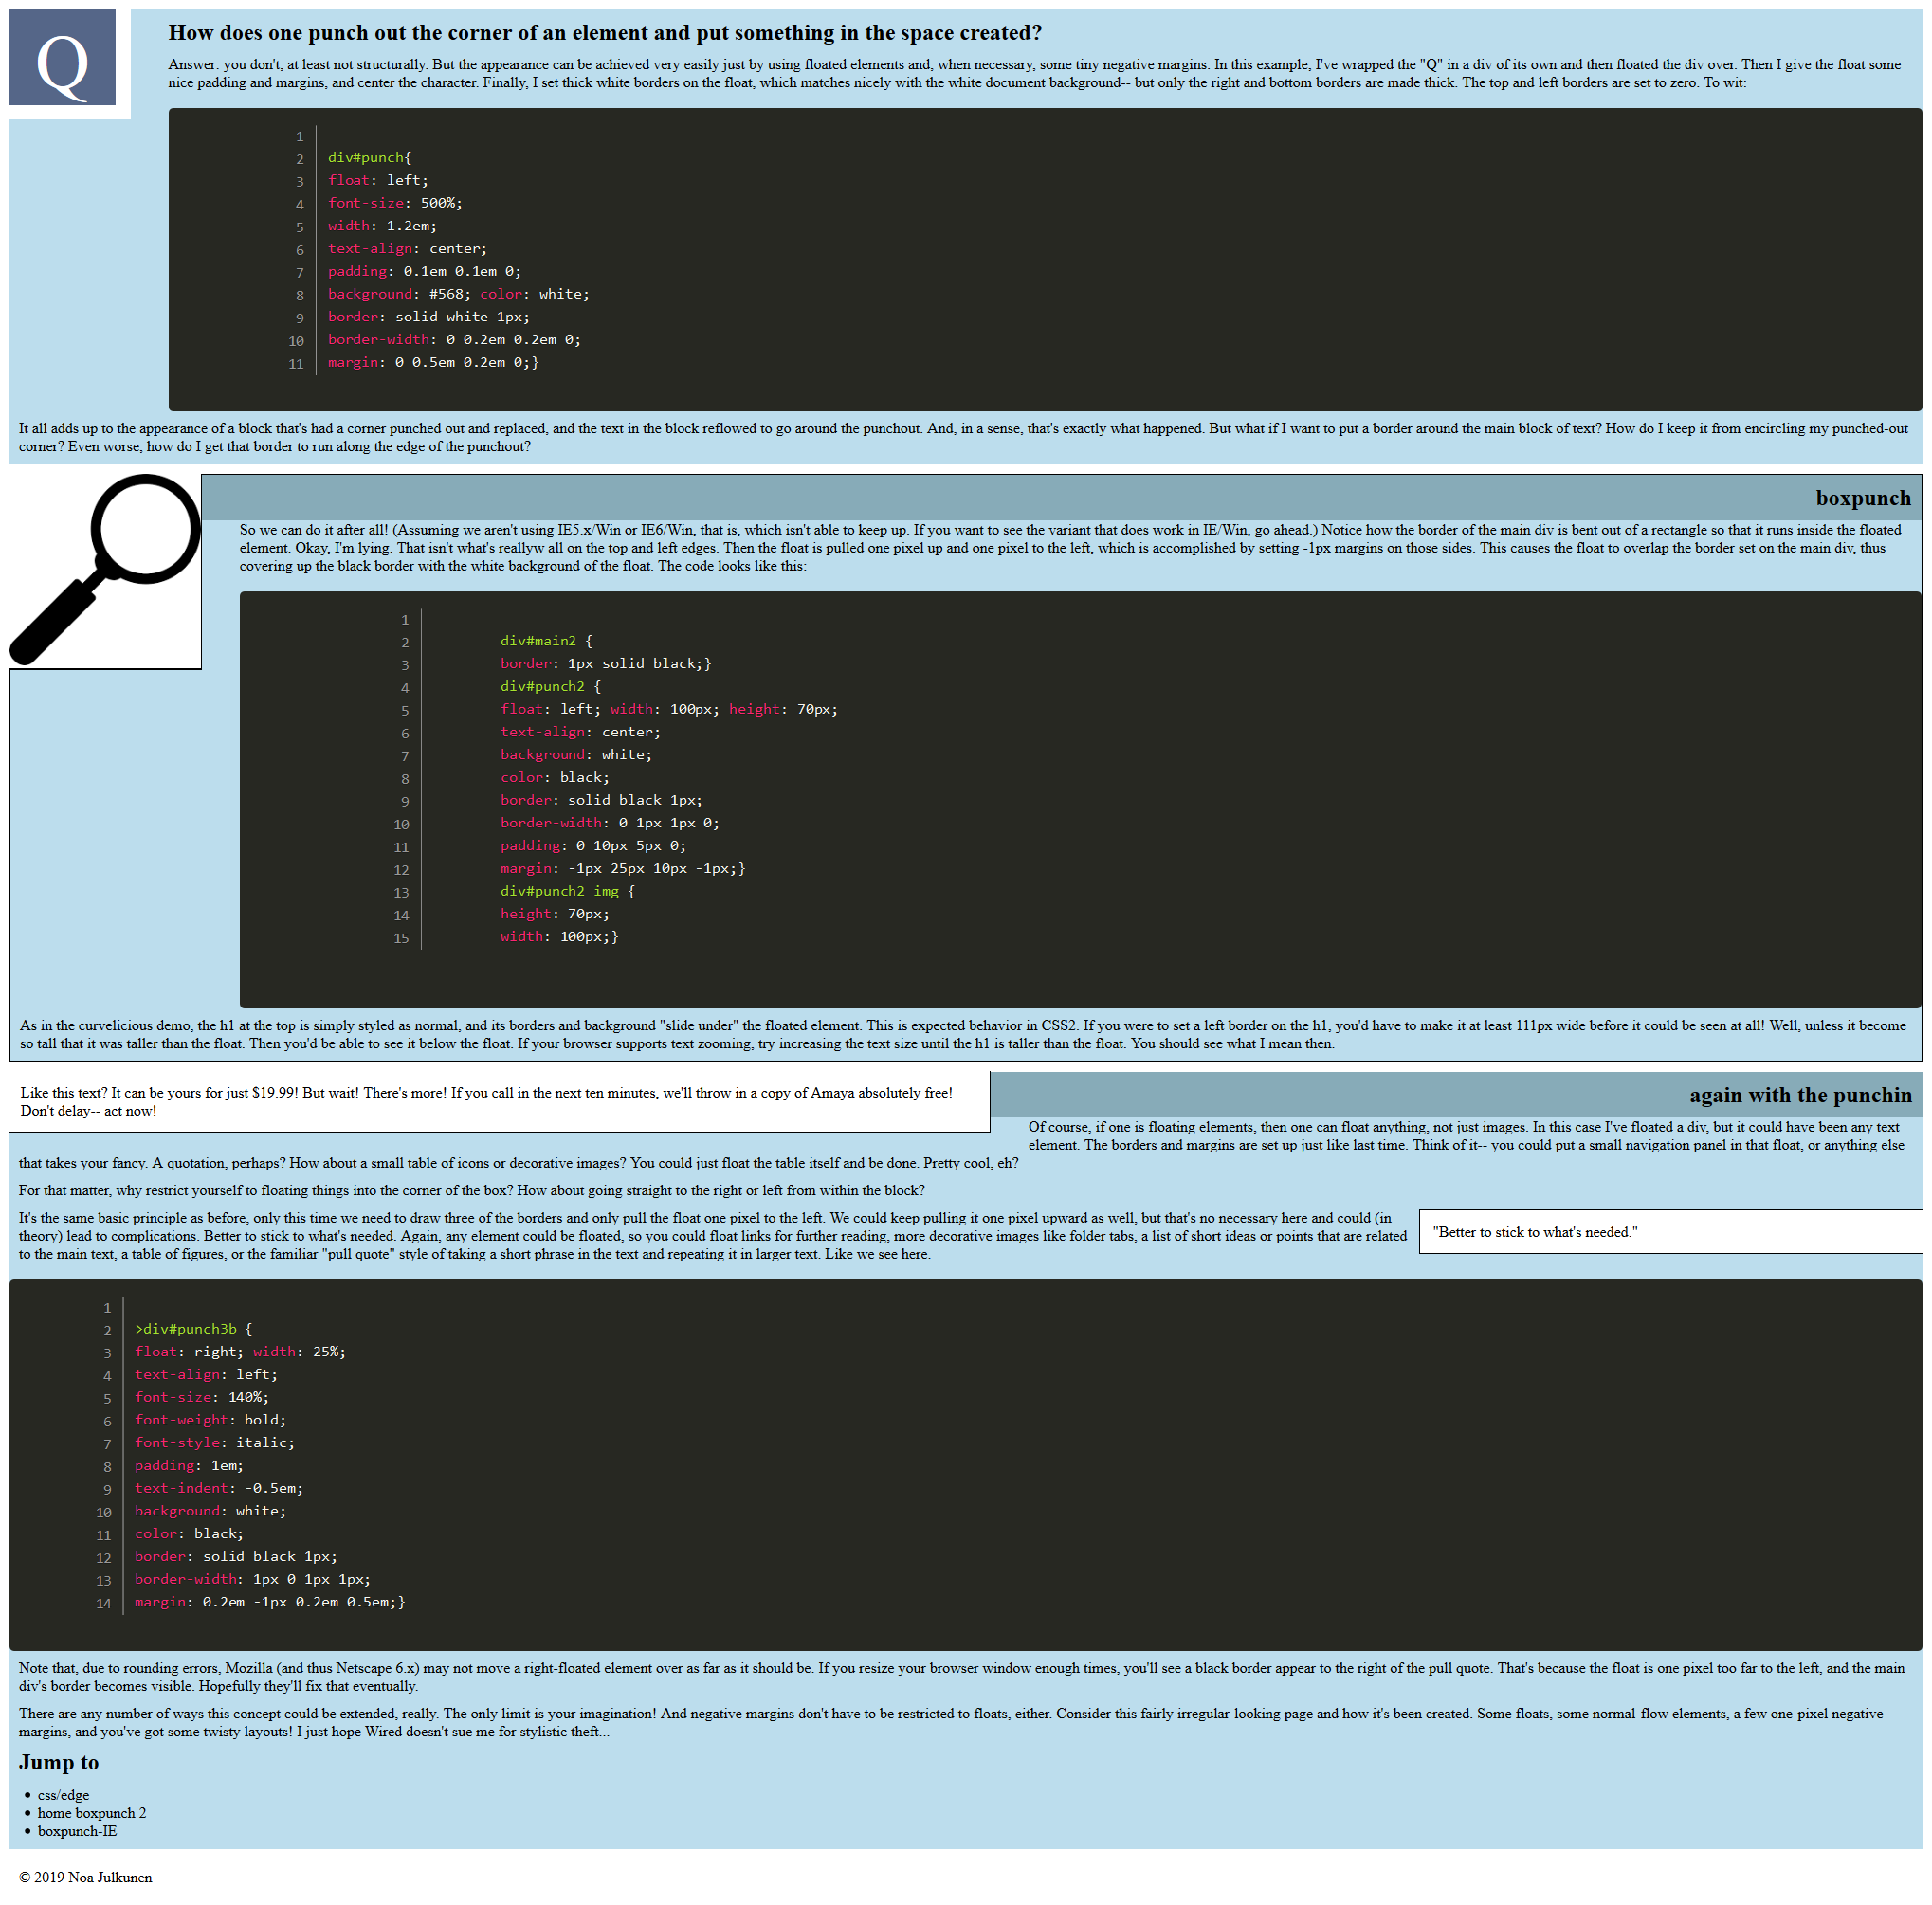 Q
How does one punch out the corner of an element and put something in the space created?
Answer: you don't, at least not structurally. But the appearance can be achieved very easily just by using floated elements and, when necessary, some tiny negative margins. In this example, I've wrapped the "Q" in a div of its own and then floated the div over. Then I give the float some
nice padding and margins, and center the character. Finally, I set thick white borders on the float, which matches nicely with the white document background-- but only the right and bottom borders are made thick. The top and left borders are set to zero. To wit:
1
2 div#punch{
3 float: left;
4 font-size: 500%;
5 width: 1.2em;
6 text-align: center;
7 padding: 0.1em 0.1em 0;
8 background: #568; color: white;
9 border: solid white 1px;
10 border-width: 0 0.2em 0.2em 0;
11 margin: 0 0.5em 0.2em 0;}
It all adds up to the appearance of a block that's had a corner punched out and replaced, and the text in the block reflowed to go around the punchout. And, in a sense, that's exactly what happened. But what if I want to put a border around the main block of text? How do I keep it from encircling my punched-out
corner? Even worse, how do I get that border to run along the edge of the punchout?
boxpunch
So we can do it after all! (Assuming we aren't using IE5.x/Win or IE6/Win, that is, which isn't able to keep up. If you want to see the variant that does work in IE/Win, go ahead.) Notice how the border of the main div is bent out of a rectangle so that it runs inside the floated
element. Okay, I'm lying. That isn't what's reallyw all on the top and left edges. Then the float is pulled one pixel up and one pixel to the left, which is accomplished by setting -1px margins on those sides. This causes the float to overlap the border set on the main div, thus
covering up the black border with the white background of the float. The code looks like this:
1
2 div#main2 {
3 border: 1px solid black;}
4 div#punch2 {
5 float: left; width: 100px; height: 70px;
6 text-align: center;
7 background: white;
8 color: black;
9 border: solid black 1px;
10 border-width: 0 1px 1px 0;
11 padding: 0 10px 5px 0;
12 margin: -1px 25px 10px -1px;}
13 div#punch2 img {
14 height: 70px;
15 width: 100px;}
As in the curvelicious demo, the h1 at the top is simply styled as normal, and its borders and background "slide under" the floated element. This is expected behavior in CSS2. If you were to set a left border on the h1, you'd have to make it at least 111px wide before it could be seen at all! Well, unless it become
so tall that it was taller than the float. Then you'd be able to see it below the float. If your browser supports text zooming, try increasing the text size until the h1 is taller than the float. You should see what I mean then.
Like this text? It can be yours for just $19.99! But wait! There's more! If you call in the next ten minutes, we'll throw in a copy of Amaya absolutely free!
Don't delay-- act now!
again with the punchin
Of course, if one is floating elements, then one can float anything, not just images. In this case I've floated a div, but it could have been any text
element. The borders and margins are set up just like last time. Think of it-- you could put a small navigation panel in that float, or anything else
that takes your fancy. A quotation, perhaps? How about a small table of icons or decorative images? You could just float the table itself and be done. Pretty cool, eh?
For that matter, why restrict yourself to floating things into the corner of the box? How about going straight to the right or left from within the block?
It's the same basic principle as before, only this time we need to draw three of the borders and only pull the float one pixel to the left. We could keep pulling it one pixel upward as well, but that's no necessary here and could (in
theory) lead to complications. Better to stick to what's needed. Again, any element could be floated, so you could float links for further reading, more decorative images like folder tabs, a list of short ideas or points that are related
to the main text, a table of figures, or the familiar "pull quote" style of taking a short phrase in the text and repeating it in larger text. Like we see here.
"Better to stick to what's needed."
1
2 >div#punch3b {
3 float: right; width: 25%;
4 text-align: left;
5 font-size: 140%;
6 font-weight: bold;
7 font-style: italic;
8 padding: 1em;
9 text-indent: -0.5em;
10 background: white;
11 color: black;
12 border: solid black 1px;
13 border-width: 1px 0 1px 1px;
14 margin: 0.2em -1px 0.2em 0.5em;}
Note that, due to rounding errors, Mozilla (and thus Netscape 6.x) may not move a right-floated element over as far as it should be. If you resize your browser window enough times, you'll see a black border appear to the right of the pull quote. That's because the float is one pixel too far to the left, and the main
div's border becomes visible. Hopefully they'll fix that eventually.
There are any number of ways this concept could be extended, really. The only limit is your imagination! And negative margins don't have to be restricted to floats, either. Consider this fairly irregular-looking page and how it's been created. Some floats, some normal-flow elements, a few one-pixel negative
margins, and you've got some twisty layouts! I just hope Wired doesn't sue me for stylistic theft...
Jump to
• css/edge
• home boxpunch 2
• boxpunch-IE
© 2019 Noa Julkunen